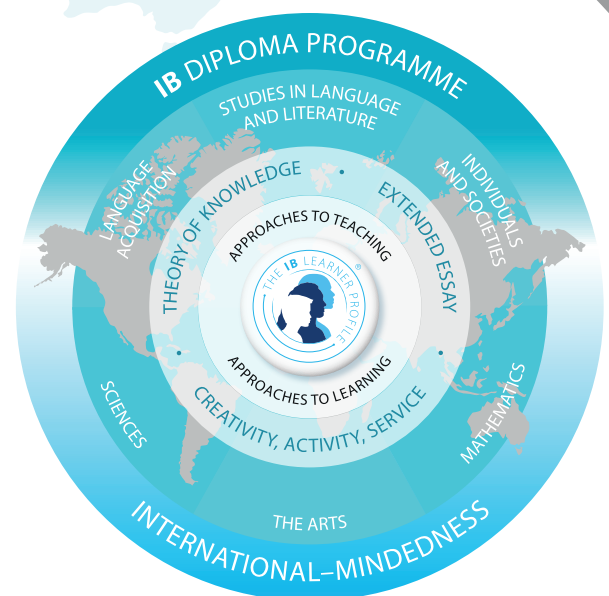 IB DIPLOMA PROGRAMME
STUDIES IN LANGUAGE
AND LITERATURE
LANGUAGE
ACQUISITION
INDIVIDUALS
AND SOCIETIES
THEORY OF KNOWLEDGE
EXTENDED ESSAY
APPROACHES TO TEACHING
THE IB LEARNER PROFILE
®
APPROACHES TO LEARNING
CREATIVITY, ACTIVITY, SERVICE
SCIENCES
MATHEMATICS
THE ARTS
INTERNATIONAL–MINDEDNESS